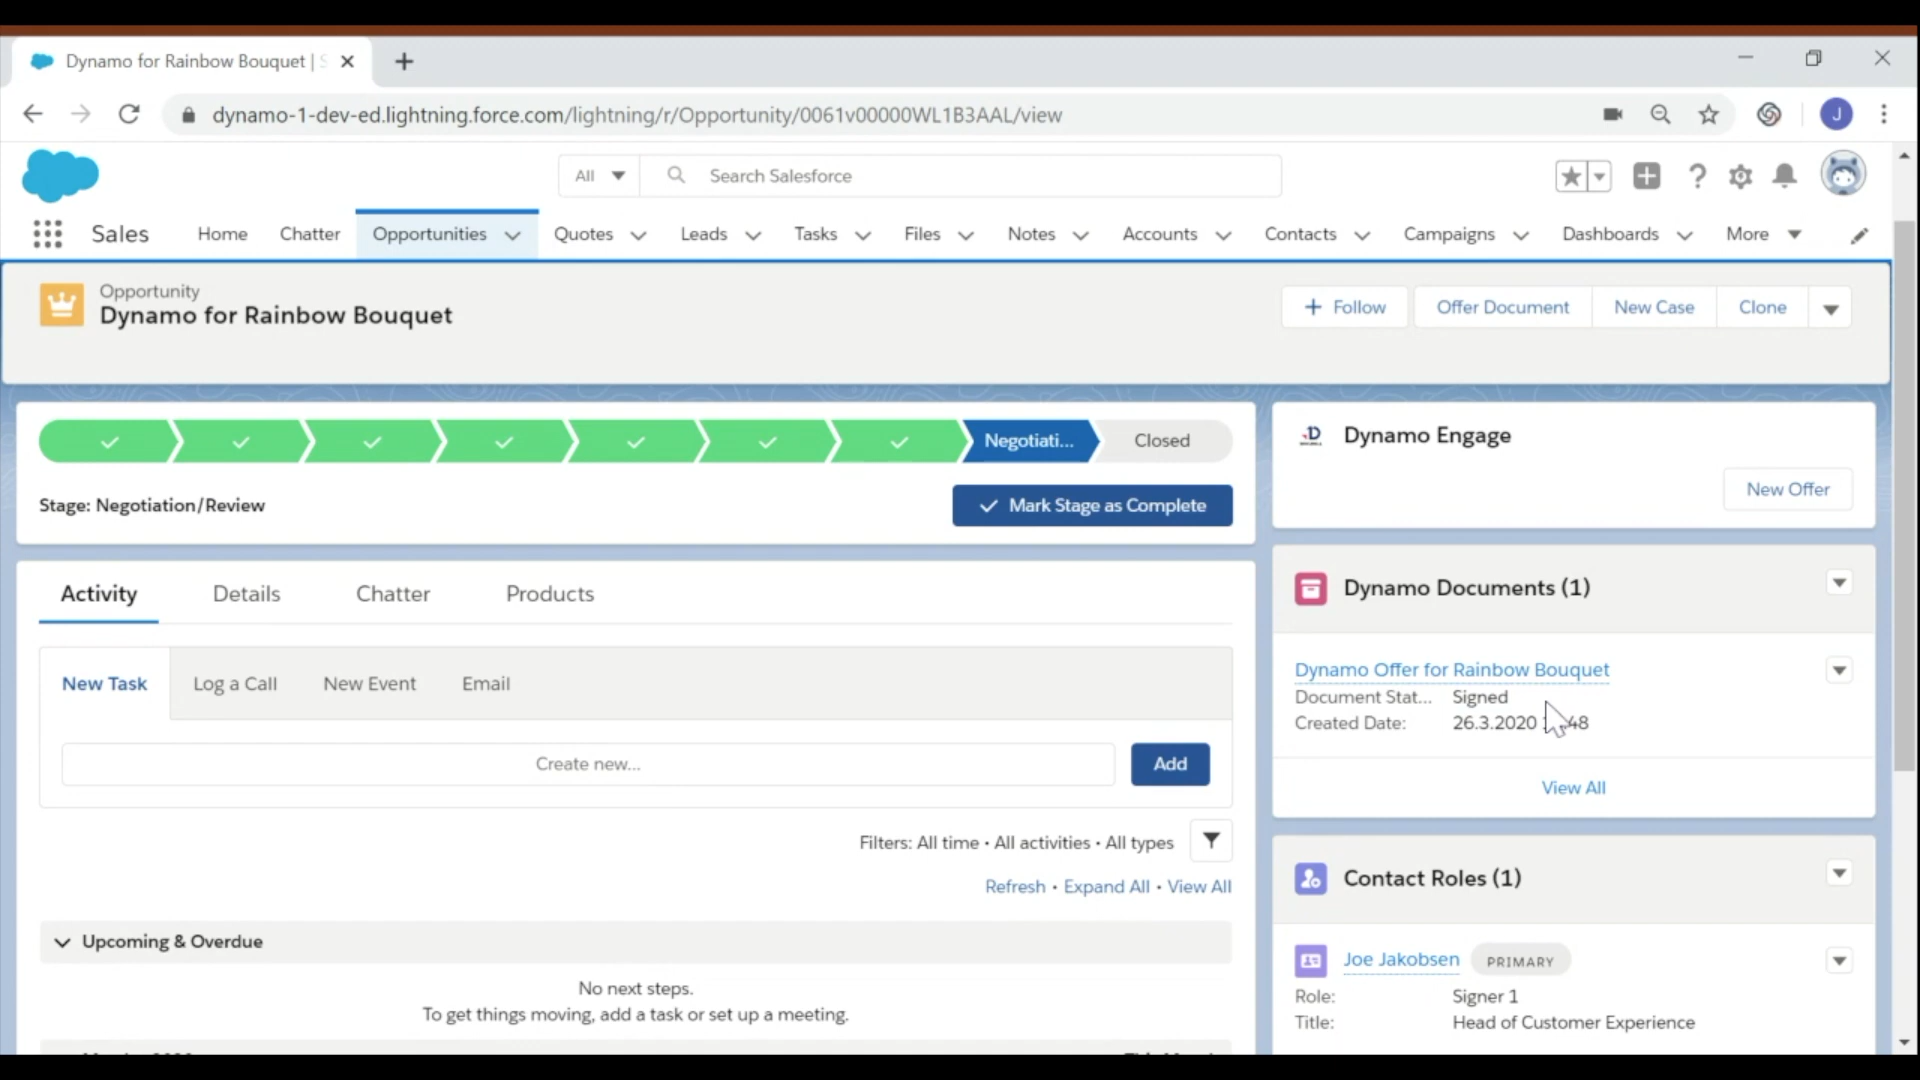 Dynamo for Rainbow Bouquet | S
dynamo-1-dev-ed.lightning.force.com/lightning/r/Opportunity/0061v00000WL1B3AAL/view
J
All
Search Salesforce
Sales Home Chatter Opportunities Quotes Leads Tasks Files Notes Accounts Contacts Campaigns Dashboards More
Opportunity
Dynamo for Rainbow Bouquet
+ Follow Offer Document New Case Clone
Negotiati... Closed
Stage: Negotiation/Review
Mark Stage as Complete
Dynamo Engage
New Offer
Activity Details Chatter Products
New Task Log a Call New Event Email
Create new...
Add
Filters: All time • All activities • All types
Refresh • Expand All • View All
Upcoming & Overdue
No next steps.
To get things moving, add a task or set up a meeting.
Dynamo Documents (1)
Dynamo Offer for Rainbow Bouquet
Document Stat... Signed
Created Date: 26.3.2020
View All
Contact Roles (1)
Joe Jakobsen PRIMARY
Role: Signer 1
Title: Head of Customer Experience